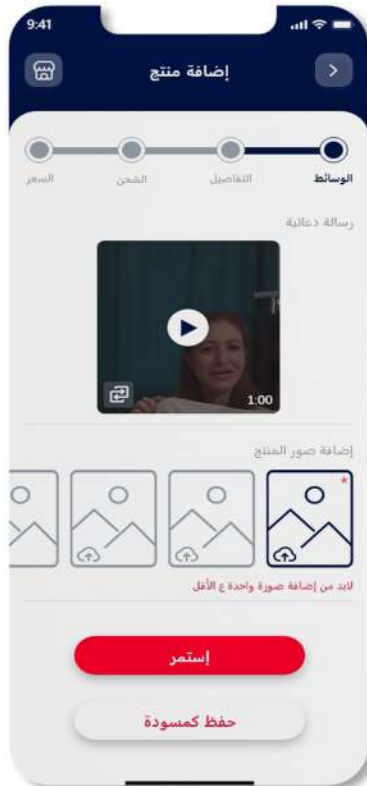 9:41
إضافة منتج
الوسائط
التفاصيل
الشحن
السعر
رسالة دعائية
1:00
إضافة صور المنتج
*
لابد من إضافة صورة واحدة ع الأقل
إستمر
حفظ كمسودة